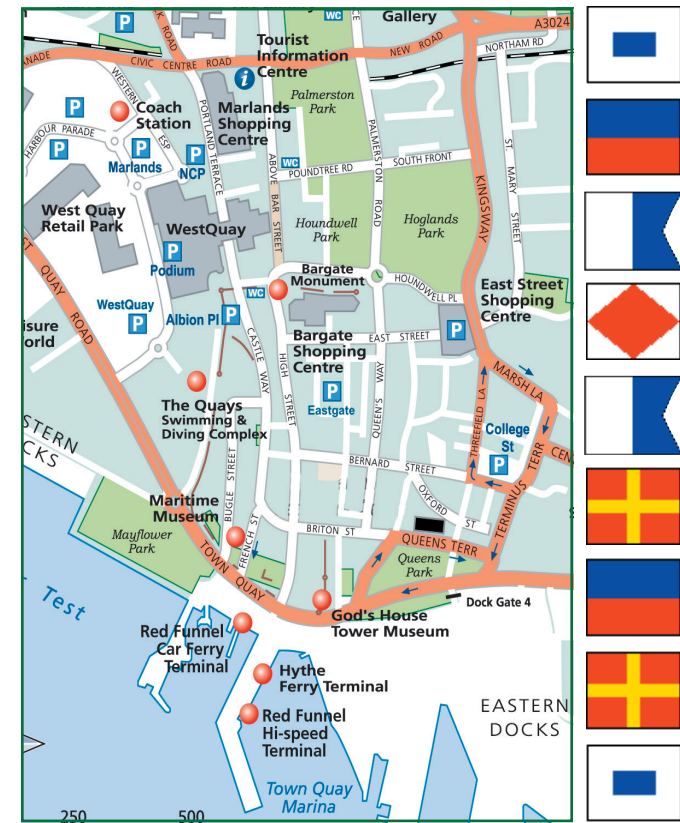 WC
Gallery
A3024
ROAD
NORTHAM RD
NEW ROAD
Tourist
Information
Centre
CIVIC CENTRE ROAD
NADE
i
P
WESTERN
ESP
Palmerston
Park
P
Coach
Station
Marlands
Shopping
Centre
PORTLAND TERRACE
PALMERSTON
ROAD
HARBOUR PARADE
P
P
Marlands
P
NCP
WC
POUNDTREE RD
SOUTH FRONT
ST. MARY STREET
KINGSWAY
ABOVE BAR STREET
West Quay
Retail Park
WestQuay
Houndwell
Park
Hoglands
Park
P
Podium
QUAY ROAD
Bargate
Monument
HOUNDWELL PL
East Street
Shopping
Centre
WC
WestQuay
P
Albion Pl
P
P
isure
orld
Bargate
Shopping
Centre
EAST STREET
CASTLE WAY
HIGH STREET
QUEEN'S WAY
MARSH LA
P
Eastgate
THREEFIELD LA
The Quays
Swimming &
Diving Complex
College
St
P
STERN
CKS
BERNARD STREET
CEN
TERMINUS TERR
BUGLE STREET
OXFORD ST
Maritime
Museum
FRENCH ST
BRITON ST
Mayflower
Park
QUEENS TERR
Queens
Park
TOWN QUAY
Test
Dock Gate 4
God's House
Tower Museum
Red Funnel
Car Ferry
Terminal
Hythe
Ferry Terminal
Red Funnel
Hi-speed
Terminal
EASTERN
DOCKS
Town Quay
Marina
250
500